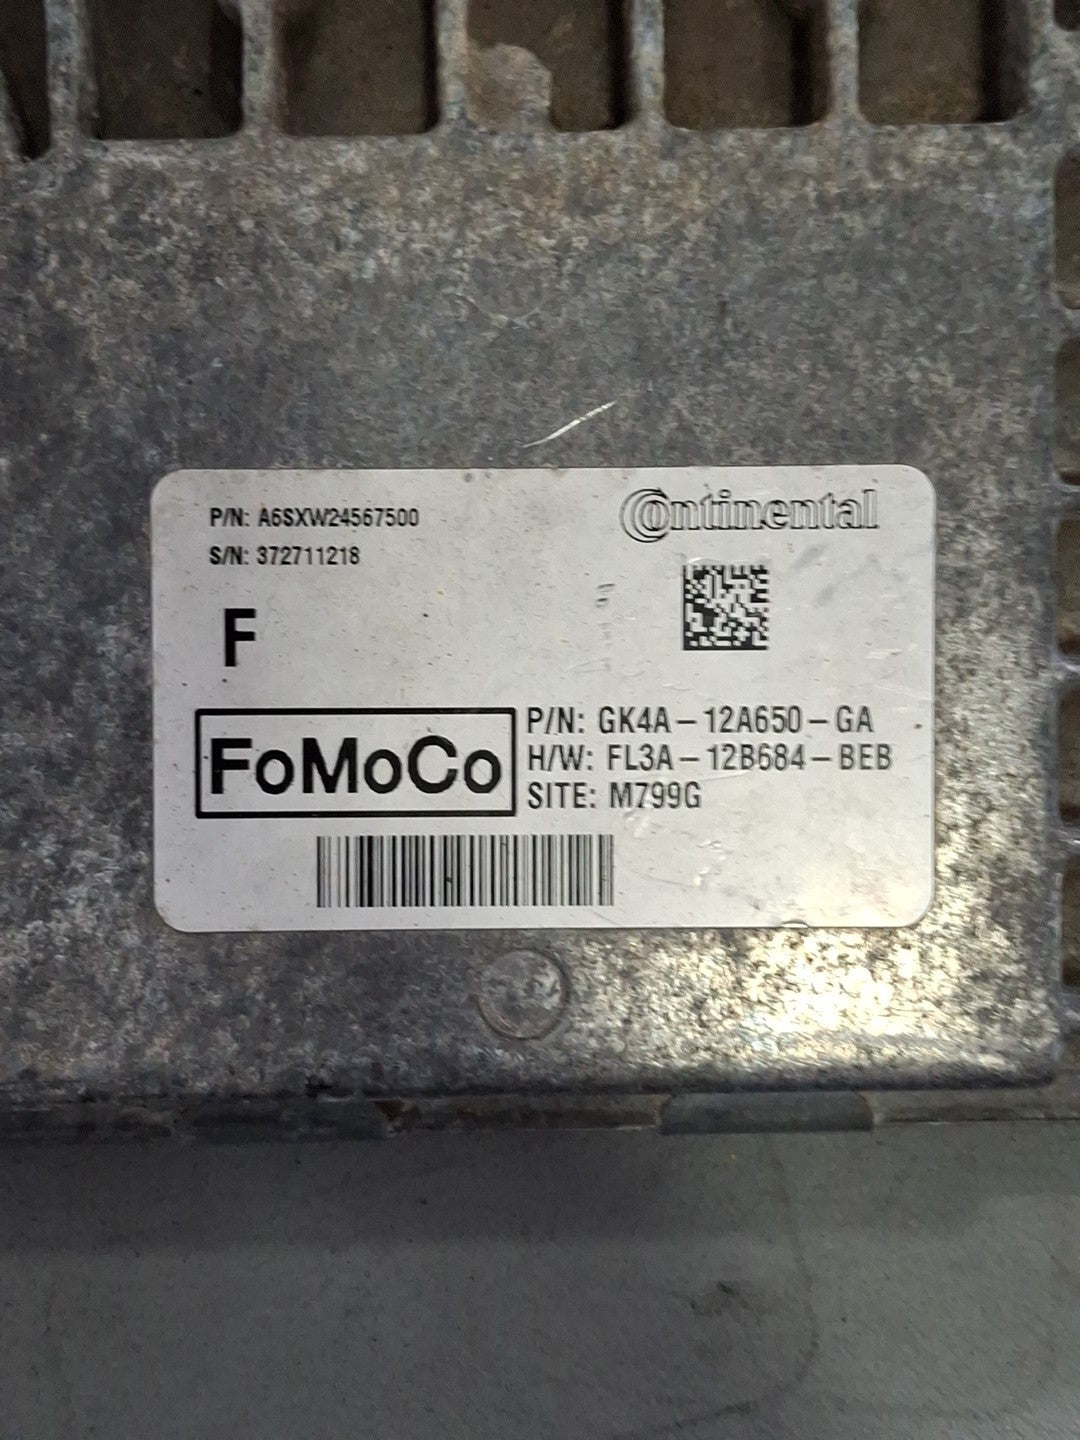 P/N: A6SXW24567500
Continental
S/N: 372711218
F
FoMoCo
P/N: GK4A-12A650-GA
H/W: FL3A-12B684-BEB
SITE: M799G